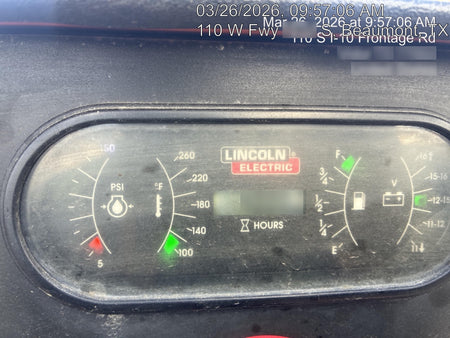 03/26/2026, 09:57:06 AM
Mar 26, 2026 at 9:57:06 AM
110 W Fwy S, Beaumont, TX
110 S I-10 Frontage Rd
LINCOLN
ELECTRIC
PSI
5
°F
260
220
180
140
100
HOURS
F
3/4
1/2
1/4
E
V
16
15-16
12-15
11-12
11